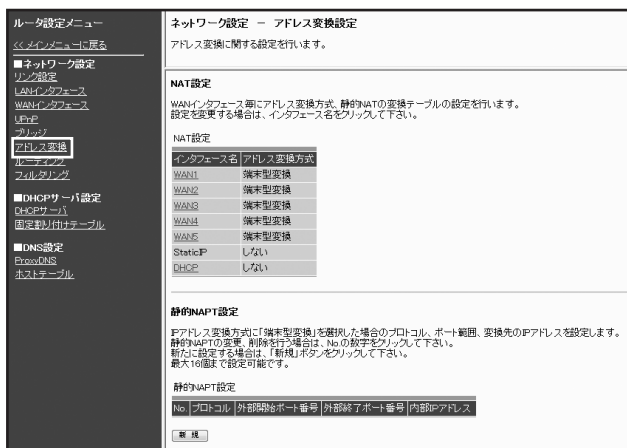 ルータ設定メニュー
<<メインメニューに戻る
■ネットワーク設定
リンク設定
LANインタフェース
WANインタフェース
UPnP
ブリッジ
アドレス変換
ルーティング
フィルタリング
■DHCPサーバ設定
DHCPサーバ
固定割り付けテーブル
■DNS設定
ProxyDNS
ホストテーブル
ネットワーク設定 － アドレス変換設定
アドレス変換に関する設定を行います。
NAT設定
WANインタフェース毎にアドレス変換方式、静的NATの変換テーブルの設定を行います。
設定を変更する場合は、インタフェース名をクリックして下さい。
NAT設定
インタフェース名 アドレス変換方式
WAN1 端末型変換
WAN2 端末型変換
WAN3 端末型変換
WAN4 端末型変換
WAN5 端末型変換
StaticIP しない
DHCP しない
静的NAPT設定
IPアドレス変換方式に「端末型変換」を選択した場合のプロトコル、ポート範囲、変換先のIPアドレスを設定します。
静的NAPTの変更、削除を行う場合は、No.の数字をクリックして下さい。
新たに設定する場合は、「新規」ボタンをクリックして下さい。
最大16個まで設定可能です。
静的NAPT設定
No. プロトコル 外部開始ポート番号 外部終了ポート番号 内部IPアドレス
新 規